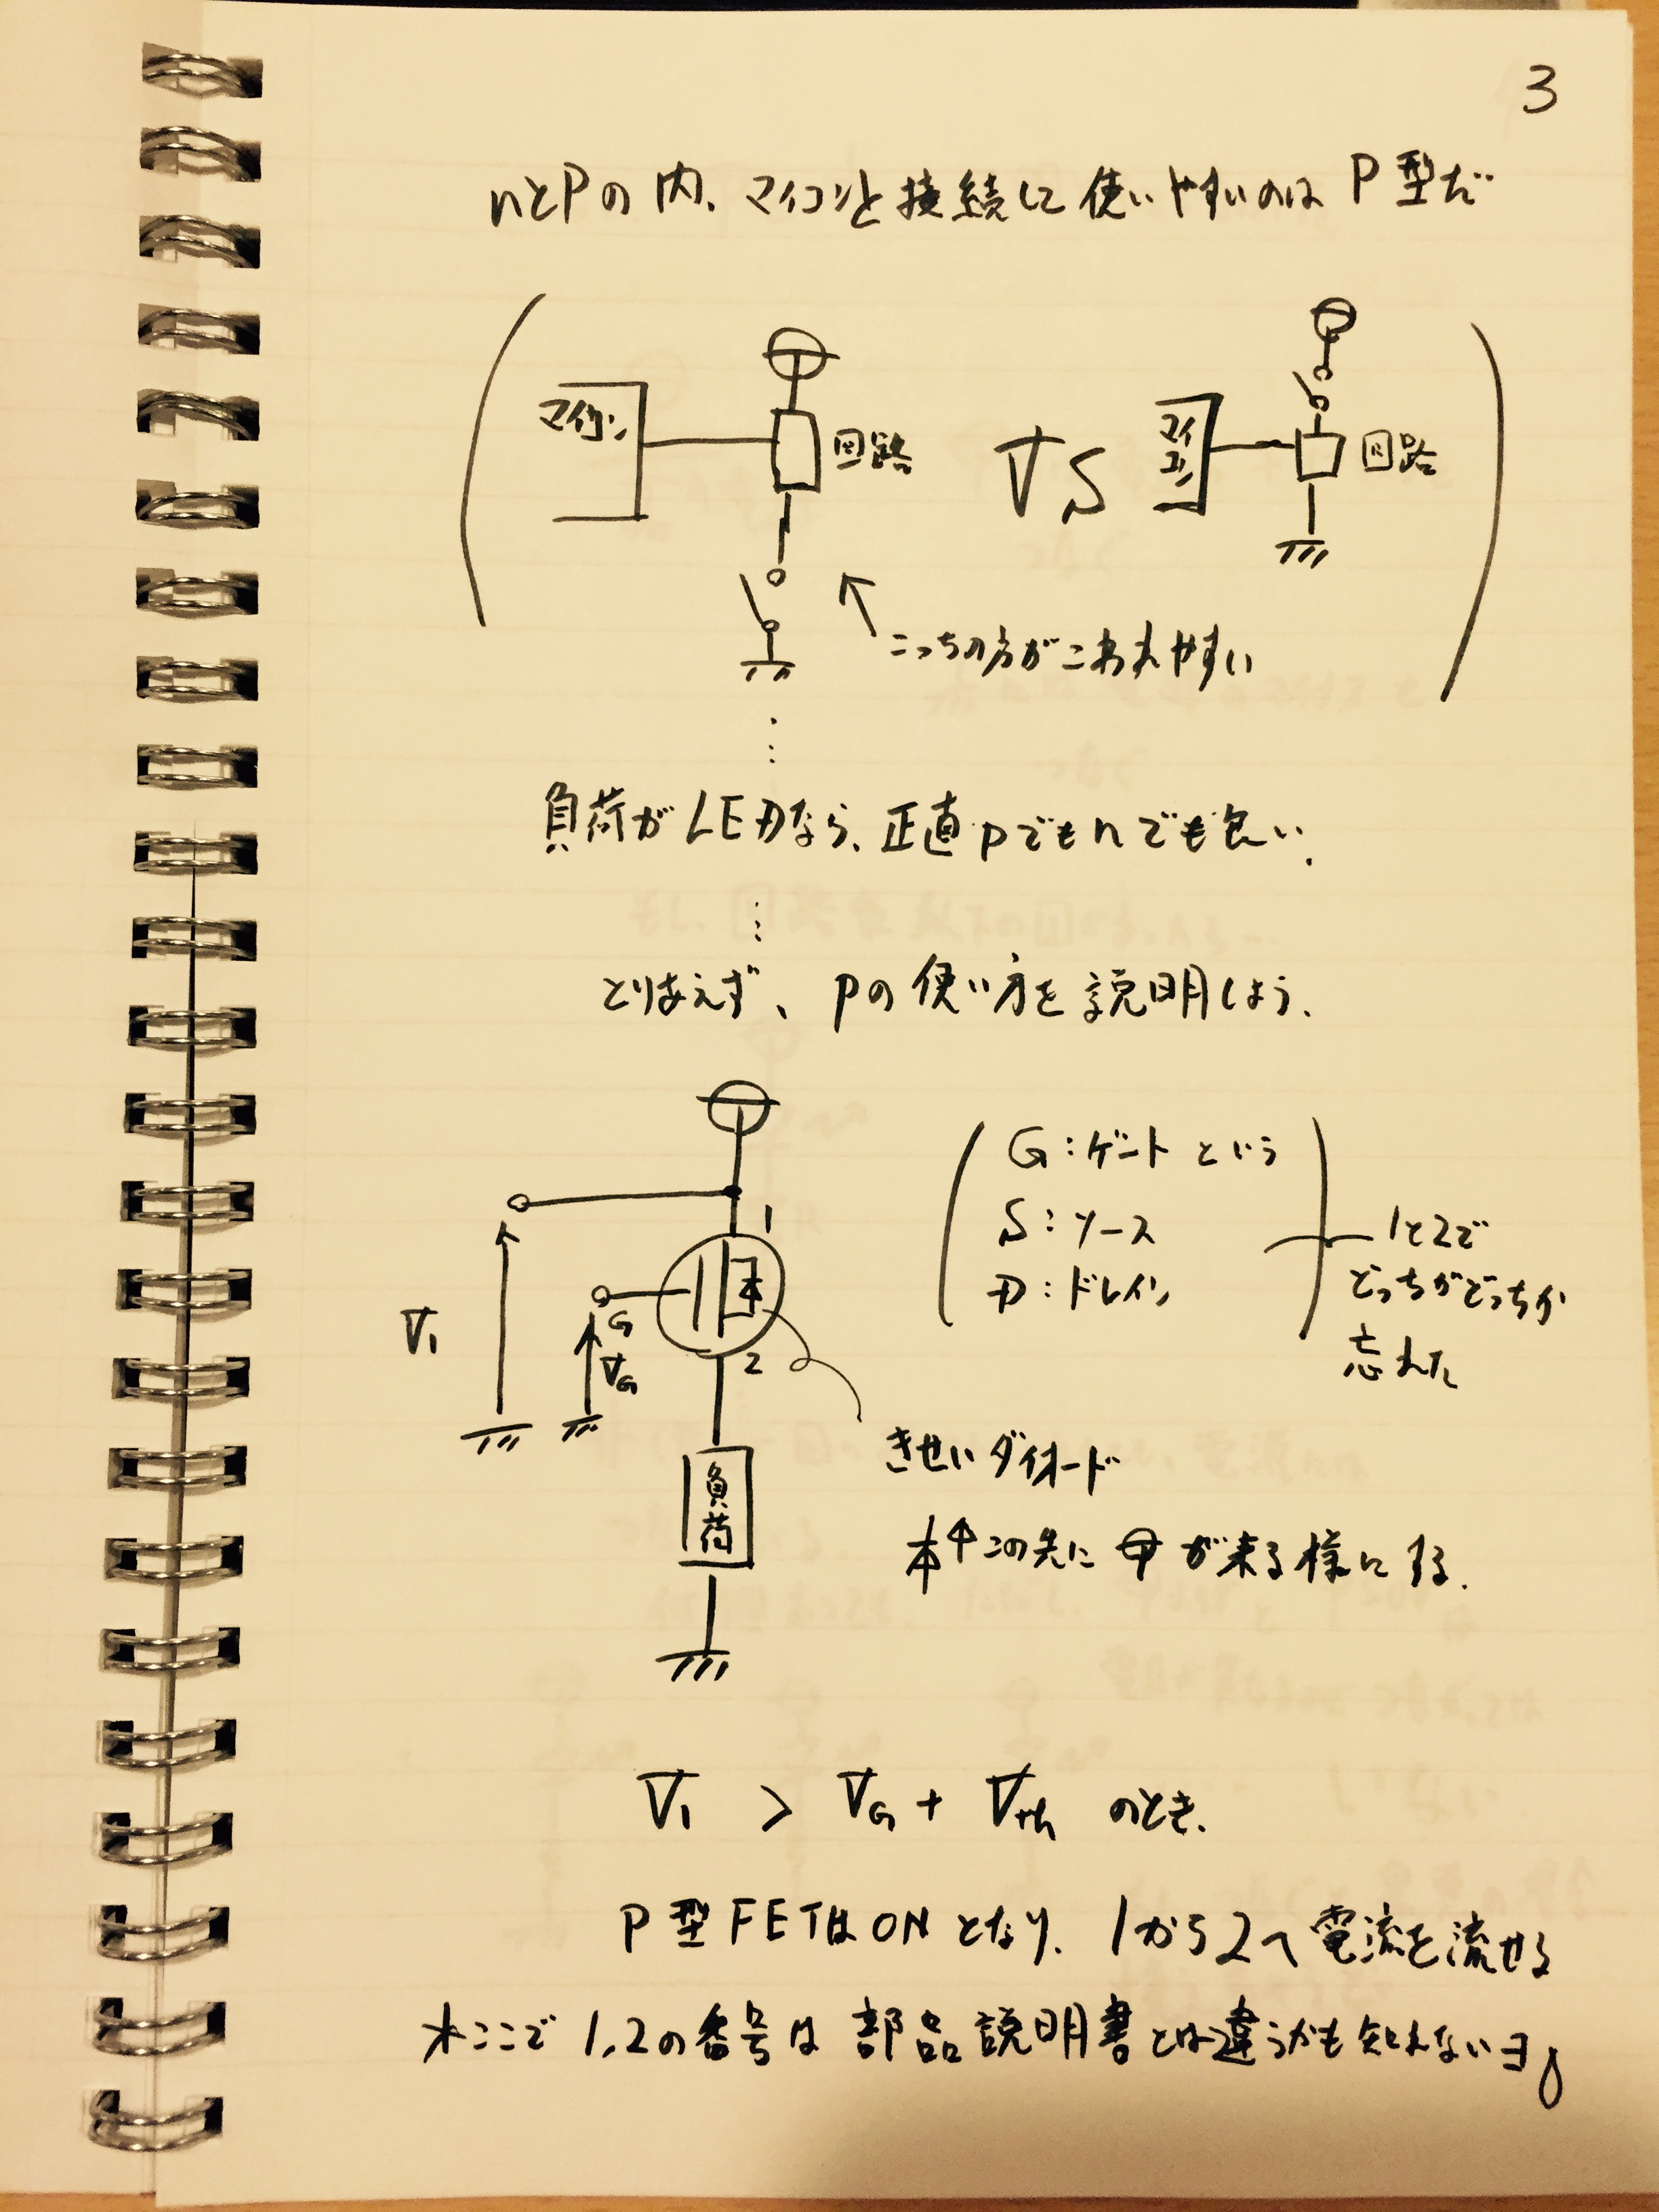 3
nとPの内、マイコンと接続して使いやすいのはP型だ
マイコン
回路
VS
マイコン
回路
こっちの方がこわれやすい
負荷がLEDなら、正直pでもnでも良い.
とりあえず、Pの使い方を説明しよう.
1
G
V1
VG
2
負荷
G:ゲートという
S:ソース
D:ドレイン
1と2で
どっちがどっちか
忘れた
きせいダイオード
この先に が来る様にする.
V1 > VG + Vth のとき.
P型FETはONとなり、1から2へ電流を流せる
*ここで1,2の番号は部品説明書とは違うかも知れないヨ。